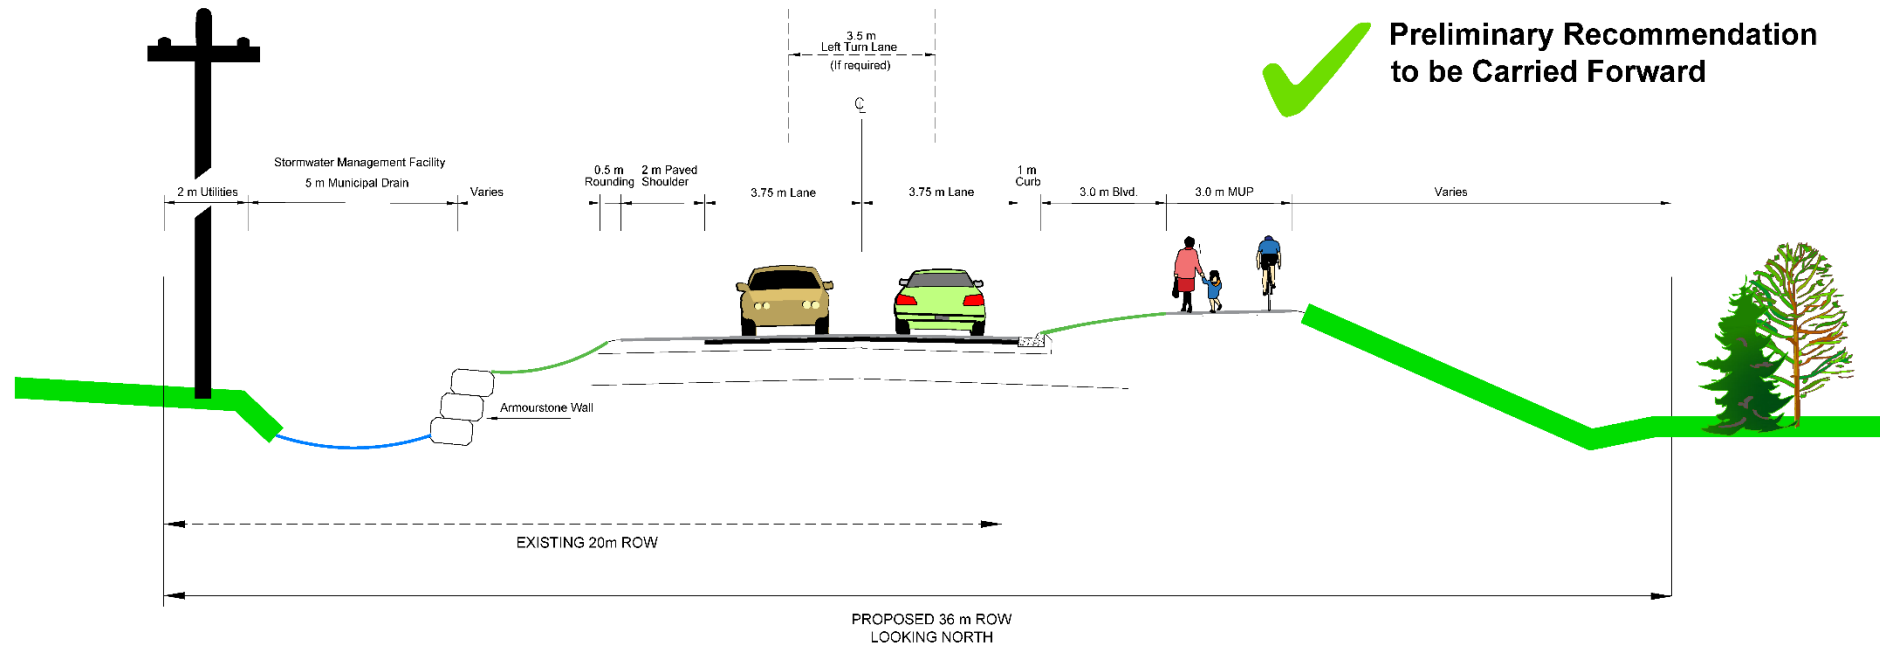 Preliminary Recommendation
to be Carried Forward
3.5 m
Left Turn Lane
(If required)
CL
Stormwater Management Facility
5 m Municipal Drain
2 m Utilities
Varies
0.5 m
Rounding
2 m Paved
Shoulder
3.75 m Lane
3.75 m Lane
1 m
Curb
3.0 m Blvd.
3.0 m MUP
Varies
Armourstone Wall
EXISTING 20m ROW
PROPOSED 36 m ROW
LOOKING NORTH